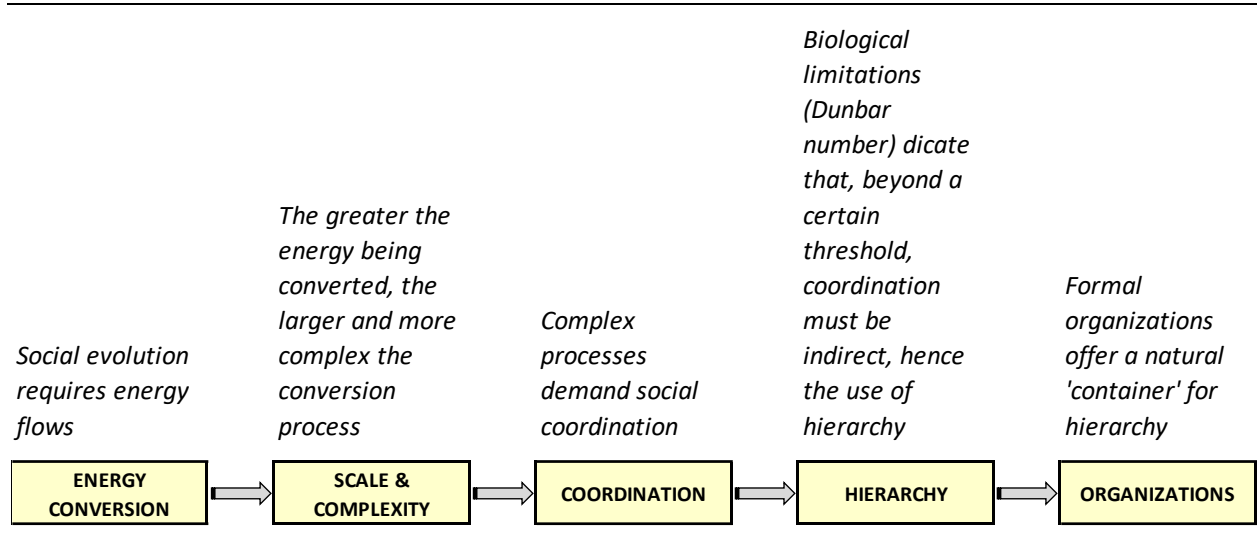 Social evolution
requires energy
flows
The greater the
energy being
converted, the
larger and more
complex the
conversion
process
Complex
processes
demand social
coordination
Biological
limitations
(Dunbar
number) dicate
that, beyond a
certain
threshold,
coordination
must be
indirect, hence
the use of
hierarchy
Formal
organizations
offer a natural
'container' for
hierarchy
ENERGY
CONVERSION
SCALE &
COMPLEXITY
COORDINATION
HIERARCHY
ORGANIZATIONS